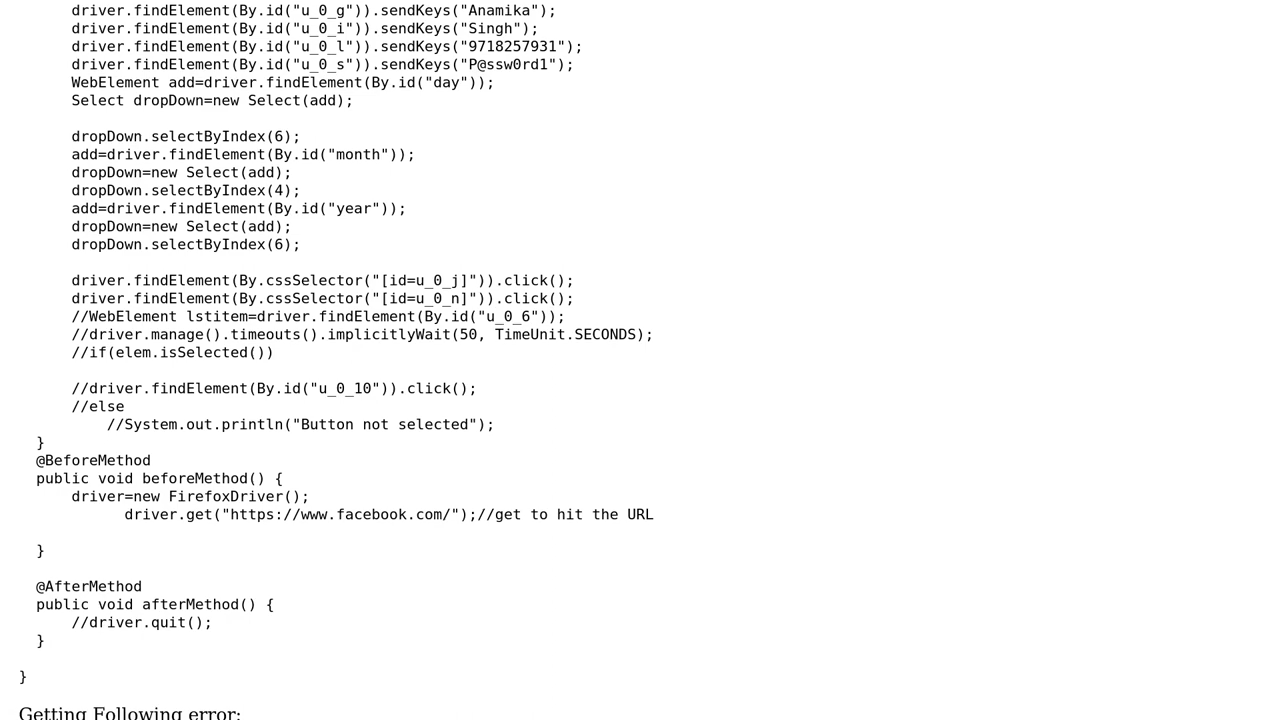 driver.findElement(By.id("u_0_g")).sendKeys("Anamika");
driver.findElement(By.id("u_0_i")).sendKeys("Singh");
driver.findElement(By.id("u_0_l")).sendKeys("9718257931");
driver.findElement(By.id("u_0_s")).sendKeys("P@ssw0rd1");
WebElement add=driver.findElement(By.id("day"));
Select dropDown=new Select(add);
dropDown.selectByIndex(6);
add=driver.findElement(By.id("month"));
dropDown=new Select(add);
dropDown.selectByIndex(4);
add=driver.findElement(By.id("year"));
dropDown=new Select(add);
dropDown.selectByIndex(6);
driver.findElement(By.cssSelector("[id=u_0_j]")).click();
driver.findElement(By.cssSelector("[id=u_0_n]")).click();
//WebElement lstitem=driver.findElement(By.id("u_0_6"));
//driver.manage().timeouts().implicitlyWait(50, TimeUnit.SECONDS);
//if(elem.isSelected())
//driver.findElement(By.id("u_0_10")).click();
//else
//System.out.println("Button not selected");
}
@BeforeMethod
public void beforeMethod() {
driver=new FirefoxDriver();
driver.get("https://www.facebook.com/");//get to hit the URL
}
@AfterMethod
public void afterMethod() {
//driver.quit();
}
}
Getting Following error: